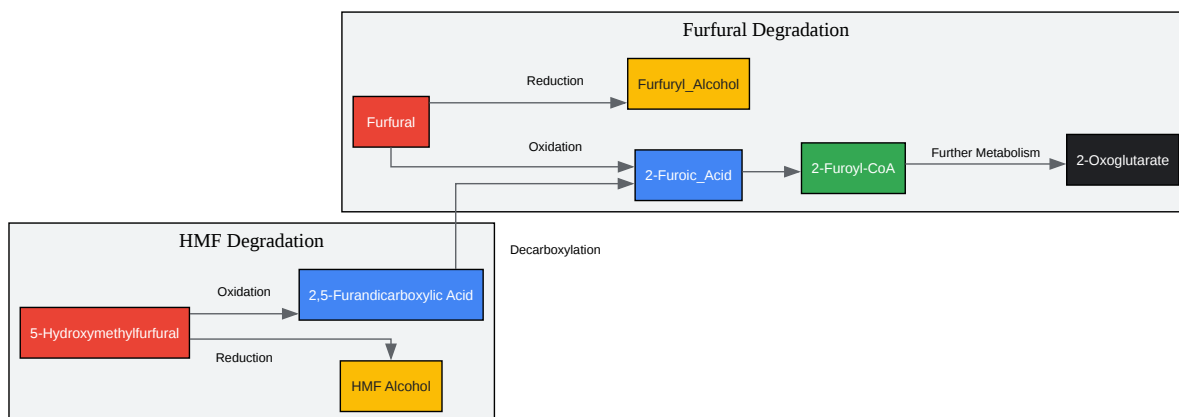 Furfural Degradation
Reduction
Furfuryl_Alcohol
Furfural
Oxidation
2-Furoic_Acid
2-Furoyl-CoA
Further Metabolism
2-Oxoglutarate
HMF Degradation
Decarboxylation
Oxidation
2,5-Furandicarboxylic Acid
5-Hydroxymethylfurfural
Reduction
HMF Alcohol